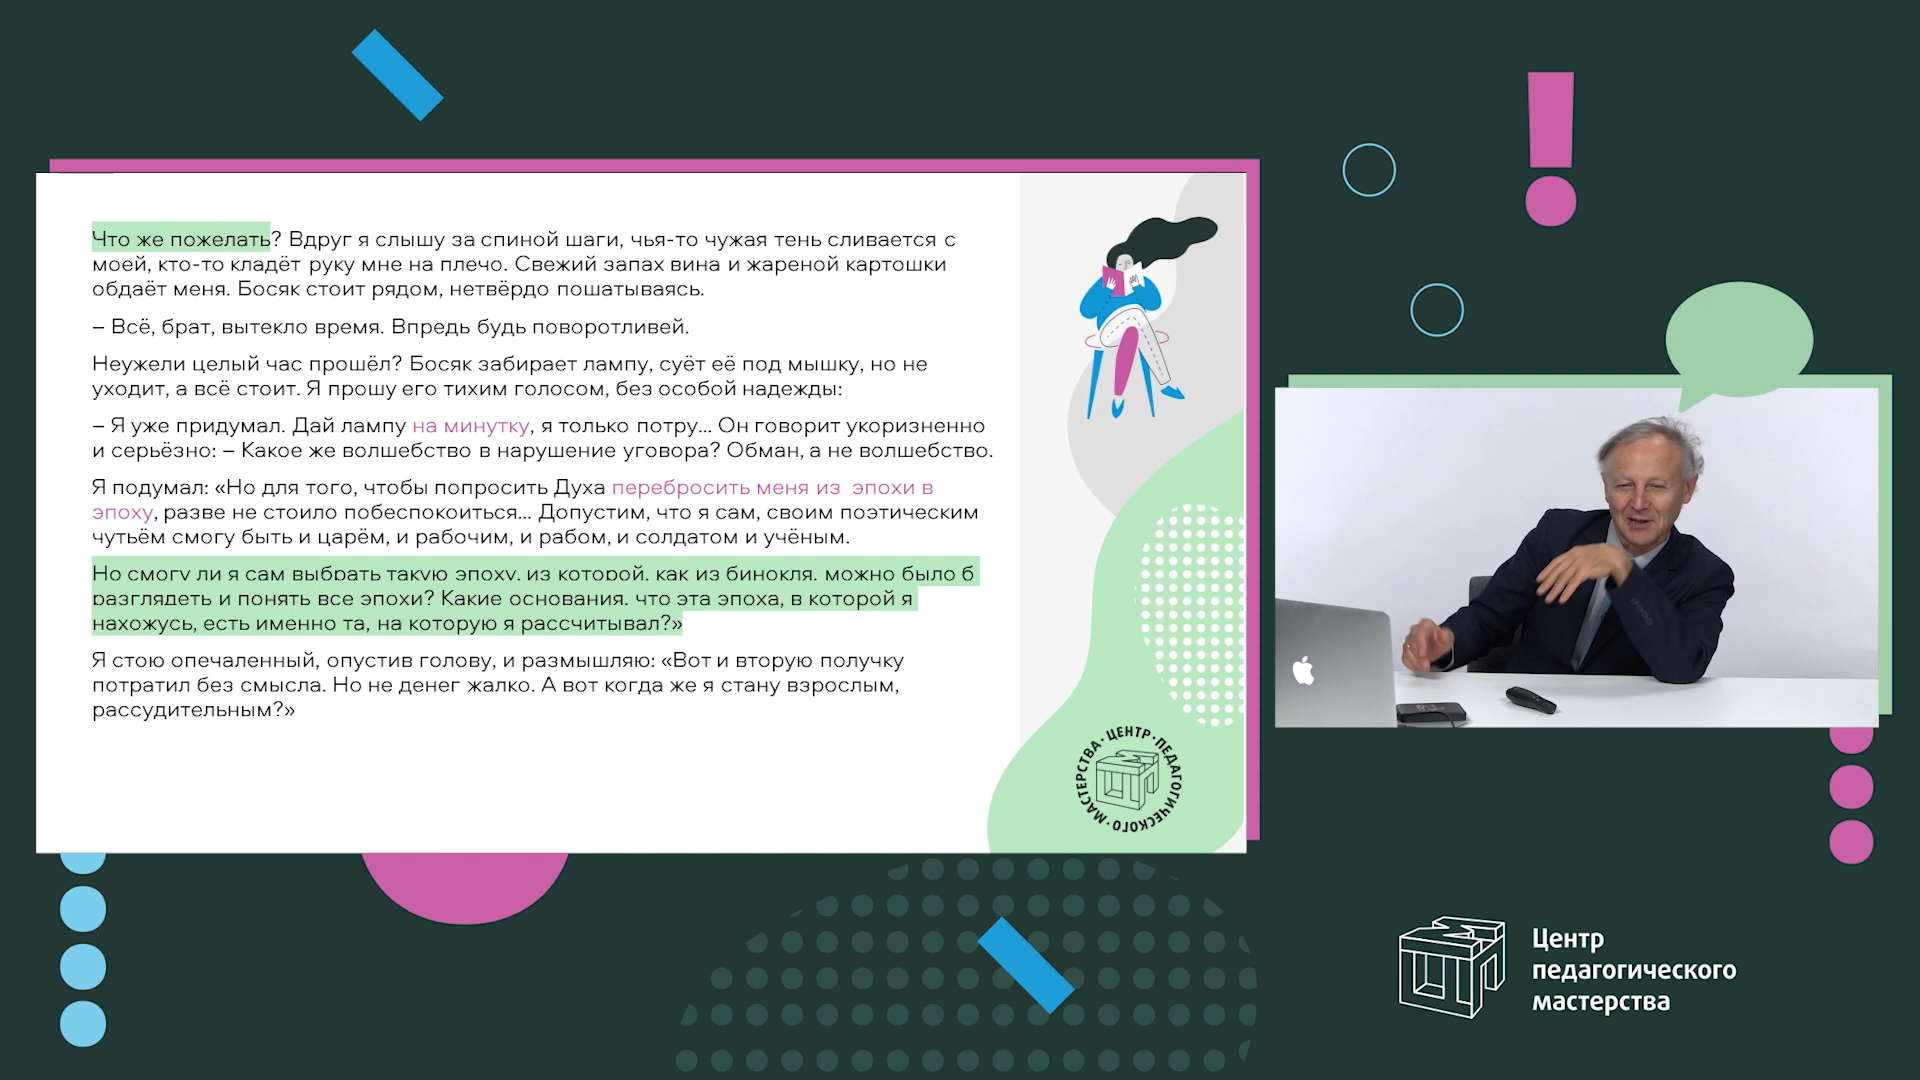 Что же пожелать? Вдруг я слышу за спиной шаги, чья-то чужая тень сливается с
моей, кто-то кладёт руку мне на плечо. Свежий запах вина и жареной картошки
обдаёт меня. Босяк стоит рядом, нетвёрдо пошатываясь.
– Всё, брат, вытекло время. Впредь будь поворотливей.
Неужели целый час прошёл? Босяк забирает лампу, суёт её под мышку, но не
уходит, а всё стоит. Я прошу его тихим голосом, без особой надежды:
– Я уже придумал. Дай лампу на минутку, я только потру... Он говорит укоризненно
и серьёзно: – Какое же волшебство в нарушение уговора? Обман, а не волшебство.
Я подумал: «Но для того, чтобы попросить Духа перебросить меня из эпохи в
эпоху, разве не стоило побеспокоиться... Допустим, что я сам, своим поэтическим
чутьём смогу быть и царём, и рабочим, и рабом, и солдатом и учёным.
Но смогу ли я сам выбрать такую эпоху, из которой, как из бинокля, можно было б
разглядеть и понять все эпохи? Какие основания, что эта эпоха, в которой я
нахожусь, есть именно та, на которую я рассчитывал?»
Я стою опечаленный, опустив голову, и размышляю: «Вот и вторую получку
потратил без смысла. Но не денег жалко. А вот когда же я стану взрослым,
рассудительным?»
ЦЕНТР · ПЕДАГОГИЧЕСКОГО · МАСТЕРСТВА ·
Центр
педагогического
мастерства